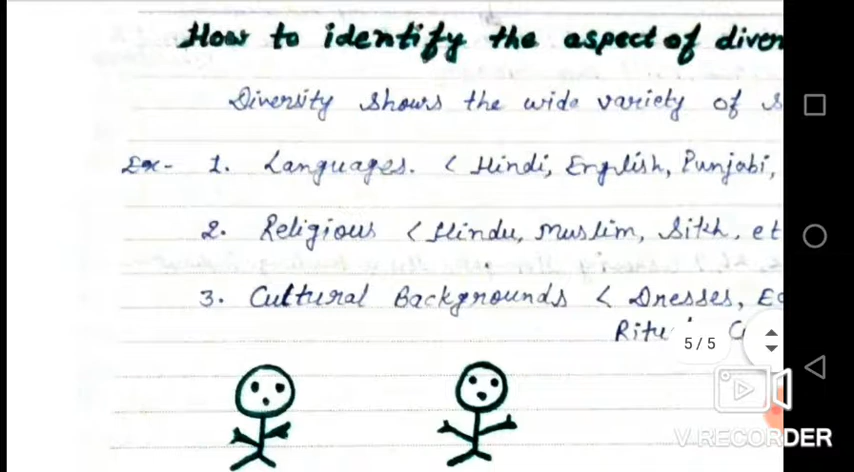 How to identify the aspect of diver
Diversity shows the wide variety of s
Ex- 1. Languages. ( Hindi, English, Punjabi,
2. Religious ( Hindu, Muslim, Sikh, et
3. Cultural Backgrounds ( Dresses,
Ritu
5/5
V RECORDER